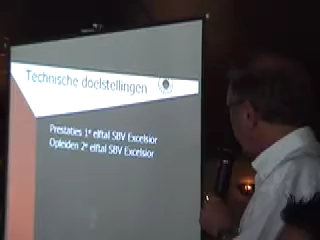 Technische doelstellingen
Prestaties 1e elftal SBV Excelsior
Opleiden 2e elftal SBV Excelsior